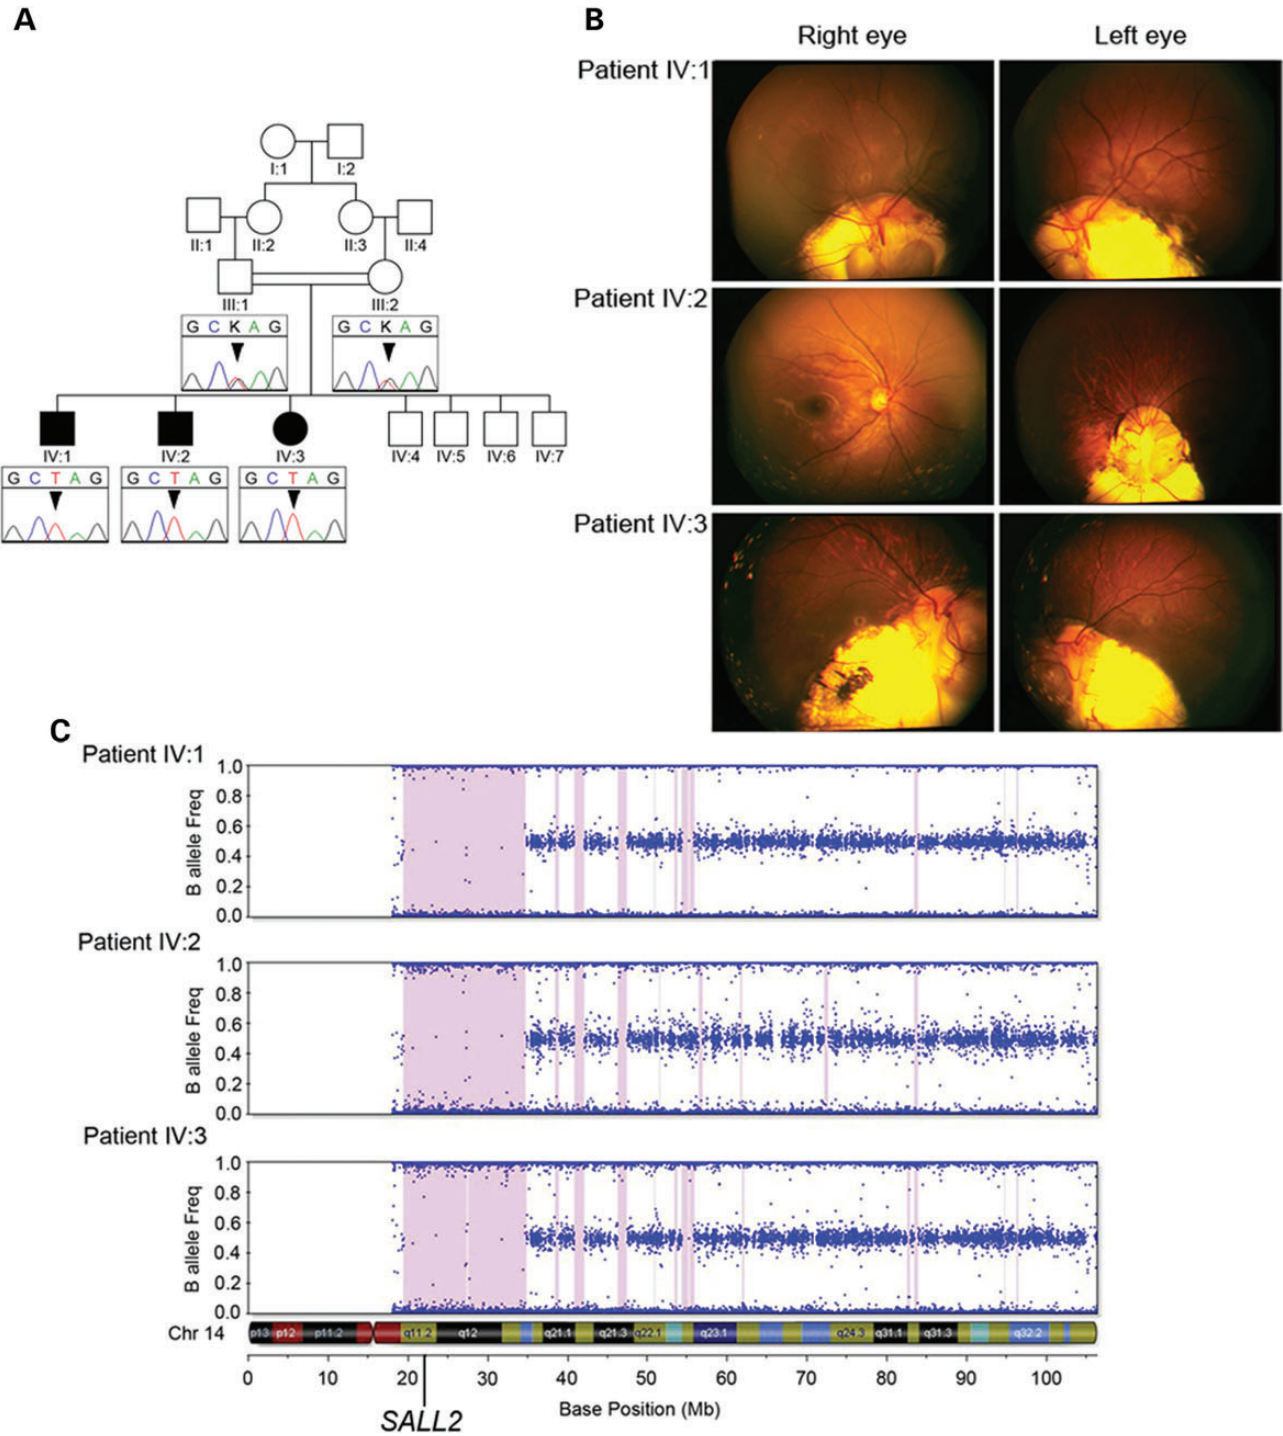 A
I:1 I:2
II:1 II:2 II:3 II:4
III:1 III:2
G C K A G G C K A G
IV:1 IV:2 IV:3 IV:4 IV:5 IV:6 IV:7
G C T A G G C T A G G C T A G
B
Right eye Left eye
Patient IV:1
Patient IV:2
Patient IV:3
C
Patient IV:1
B allele Freq
1.0
0.8
0.6
0.4
0.2
0.0
Patient IV:2
B allele Freq
1.0
0.8
0.6
0.4
0.2
0.0
Patient IV:3
B allele Freq
1.0
0.8
0.6
0.4
0.2
0.0
Chr 14 p13 p12 p11.2 q11.2 q12 q21.1 q21.3 q22.1 q23.1 q24.3 q31.1 q31.3 q32.2
0 10 20 30 40 50 60 70 80 90 100
SALL2
Base Position (Mb)